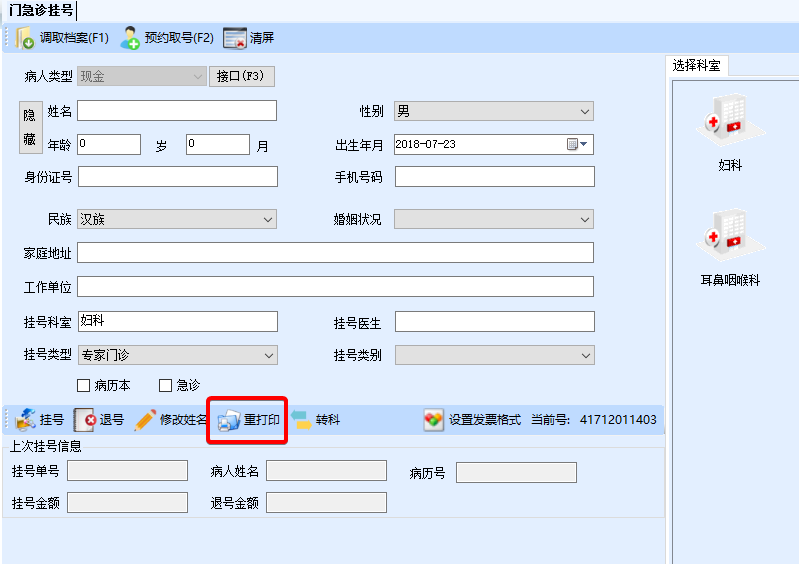 门急诊挂号
调取档案(F1) 预约取号(F2) 清屏
病人类型 现金 接口(F3)
隐藏
姓名 性别 男
年龄 0 岁 0 月 出生年月 2018-07-23
身份证号 手机号码
民族 汉族 婚姻状况
家庭地址
工作单位
挂号科室 妇科 挂号医生
挂号类型 专家门诊 挂号类别
病历本 急诊
挂号 退号 修改姓名 重打印 转科 设置发票格式 当前号: 41712011403
上次挂号信息
挂号单号 病人姓名 病历号
挂号金额 退号金额
选择科室
妇科
耳鼻咽喉科